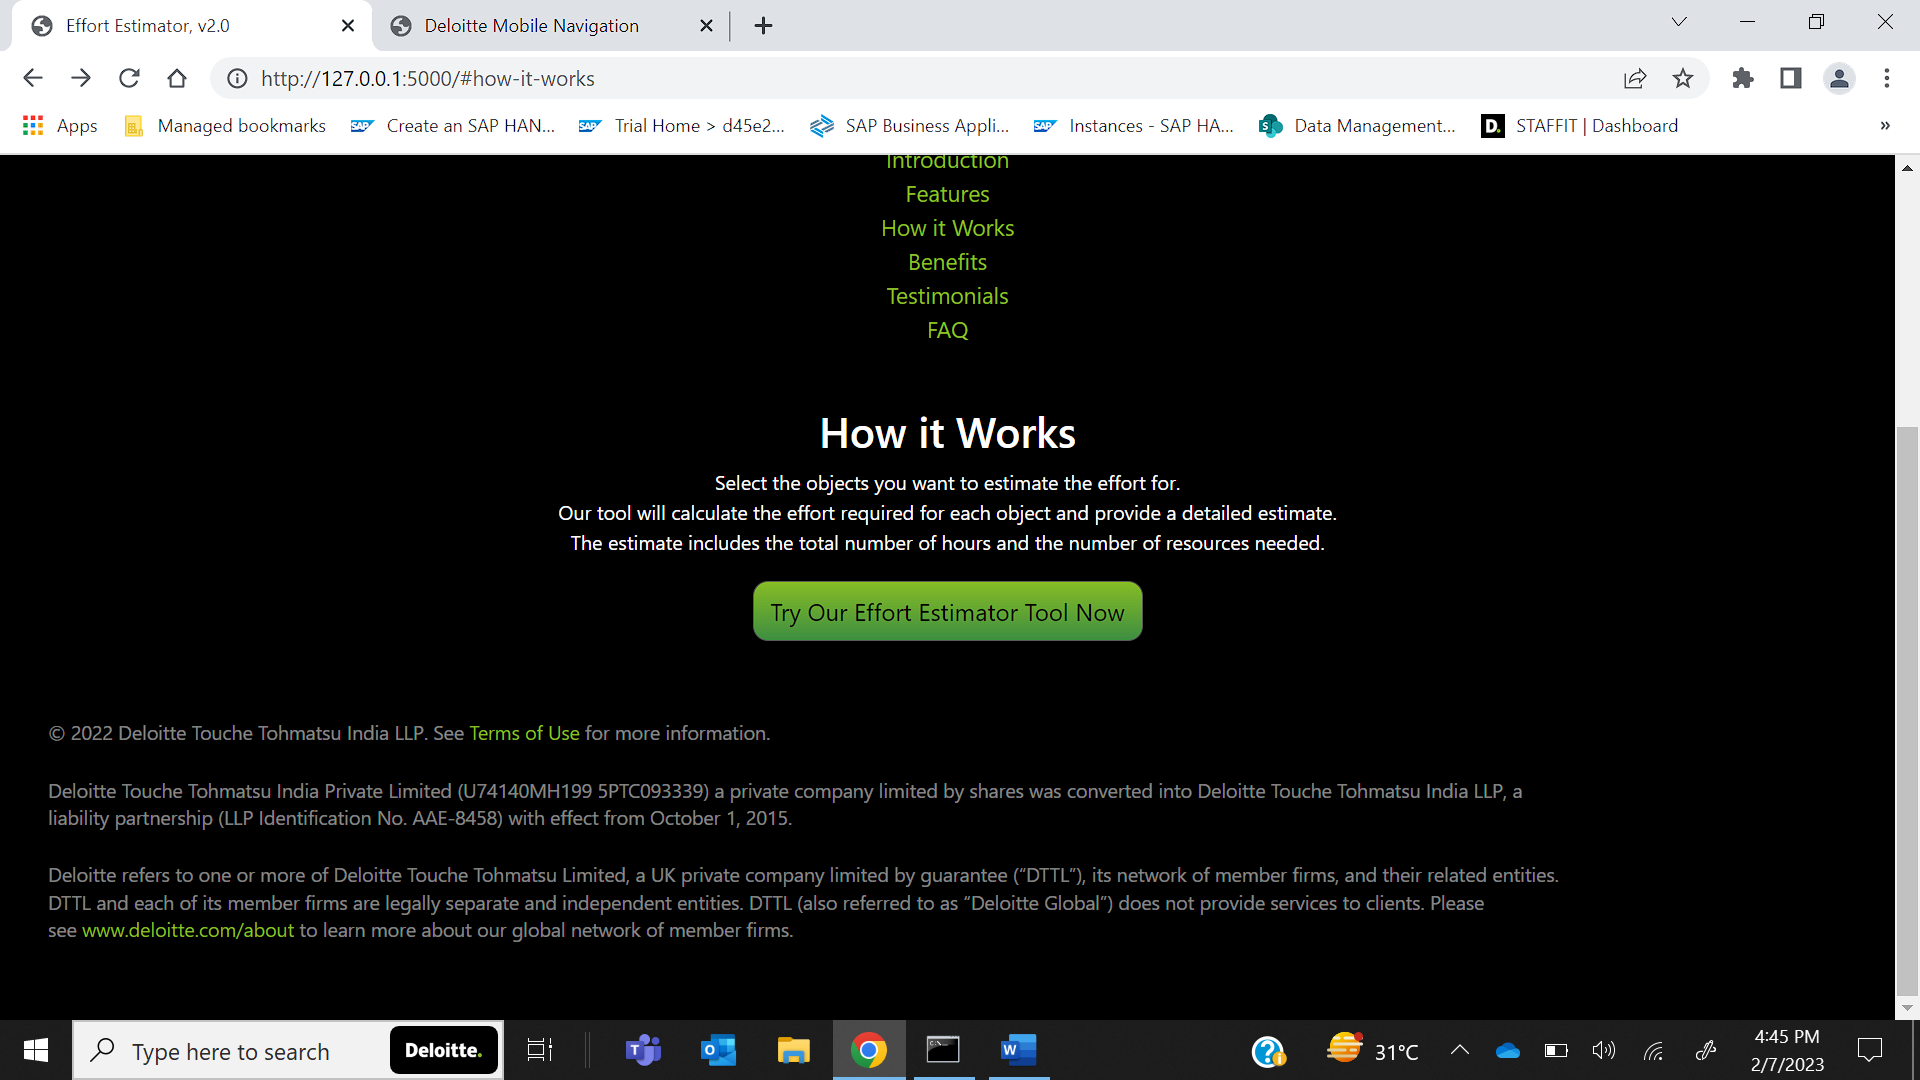 Effort Estimator, v2.0
Deloitte Mobile Navigation
http://127.0.0.1:5000/#how-it-works
Apps
Managed bookmarks
SAP Create an SAP HAN...
SAP Trial Home > d45e2...
SAP Business Appli...
SAP Instances - SAP HA...
S Data Management...
D. STAFFIT | Dashboard
»
Introduction
Features
How it Works
Benefits
Testimonials
FAQ
How it Works
Select the objects you want to estimate the effort for.
Our tool will calculate the effort required for each object and provide a detailed estimate.
The estimate includes the total number of hours and the number of resources needed.
Try Our Effort Estimator Tool Now
© 2022 Deloitte Touche Tohmatsu India LLP. See Terms of Use for more information.
Deloitte Touche Tohmatsu India Private Limited (U74140MH199 5PTC093339) a private company limited by shares was converted into Deloitte Touche Tohmatsu India LLP, a
liability partnership (LLP Identification No. AAE-8458) with effect from October 1, 2015.
Deloitte refers to one or more of Deloitte Touche Tohmatsu Limited, a UK private company limited by guarantee (“DTTL”), its network of member firms, and their related entities.
DTTL and each of its member firms are legally separate and independent entities. DTTL (also referred to as “Deloitte Global”) does not provide services to clients. Please
see www.deloitte.com/about to learn more about our global network of member firms.
Type here to search
Deloitte.
31°C
4:45 PM
2/7/2023